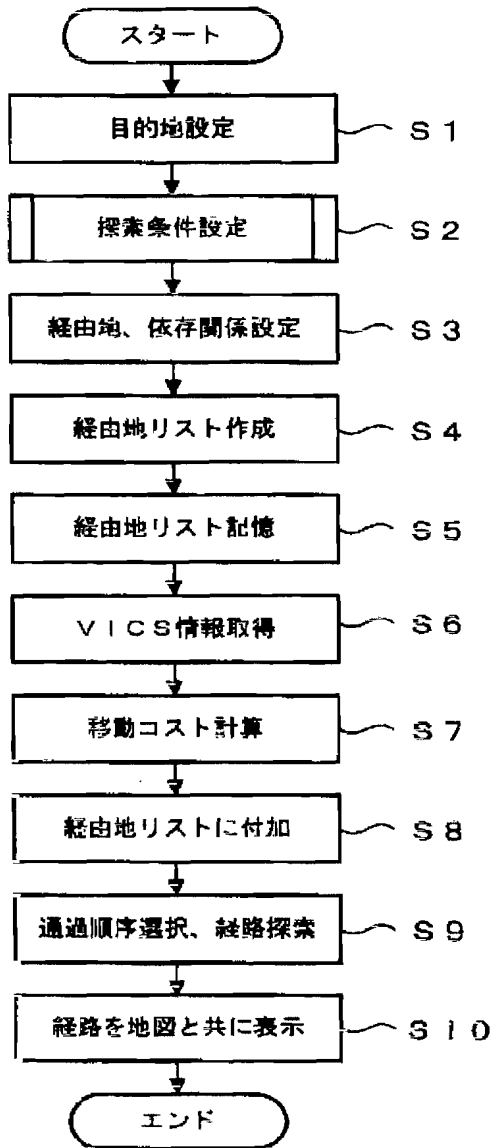 スタート
目的地設定 S1
探索条件設定 S2
経由地、依存関係設定 S3
経由地リスト作成 S4
経由地リスト記憶 S5
VICS情報取得 S6
移動コスト計算 S7
経由地リストに付加 S8
通過順序選択、経路探索 S9
経路を地図と共に表示 S10
エンド